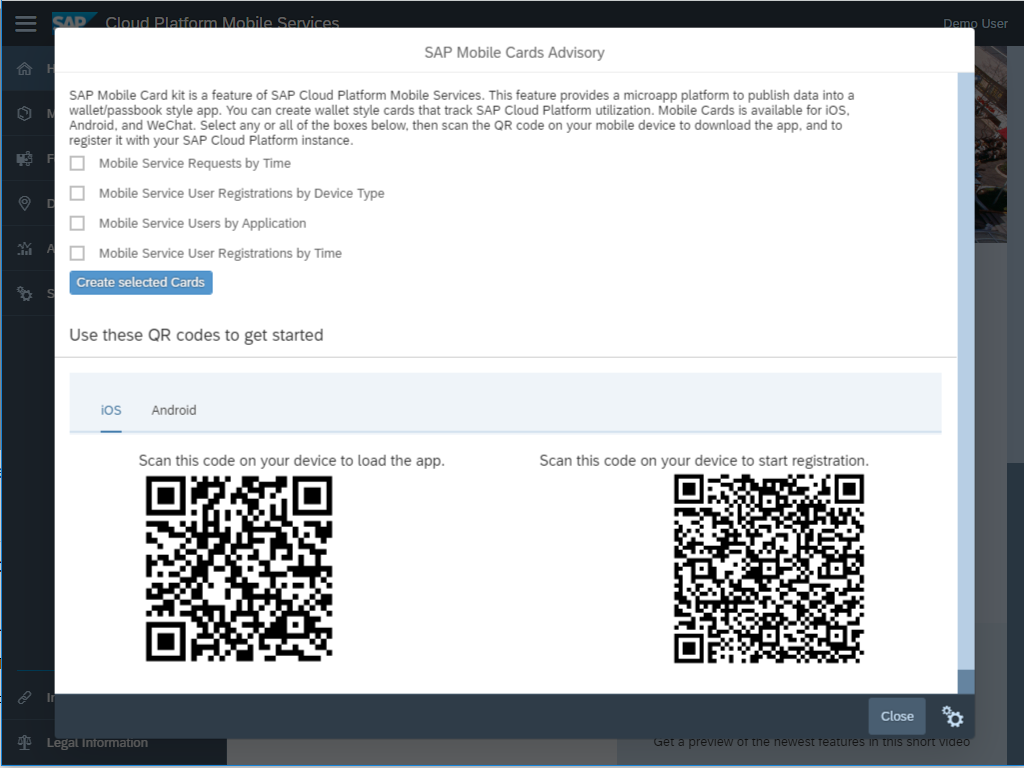 SAP Cloud Platform Mobile Services
Demo User
SAP Mobile Cards Advisory
SAP Mobile Card kit is a feature of SAP Cloud Platform Mobile Services. This feature provides a microapp platform to publish data into a
wallet/passbook style app. You can create wallet style cards that track SAP Cloud Platform utilization. Mobile Cards is available for iOS,
Android, and WeChat. Select any or all of the boxes below, then scan the QR code on your mobile device to download the app, and to
register it with your SAP Cloud Platform instance.
Mobile Service Requests by Time
Mobile Service User Registrations by Device Type
Mobile Service Users by Application
Mobile Service User Registrations by Time
Create selected Cards
Use these QR codes to get started
iOS Android
Scan this code on your device to load the app.
Scan this code on your device to start registration.
Close
Legal Information
Get a preview of the newest features in this short video